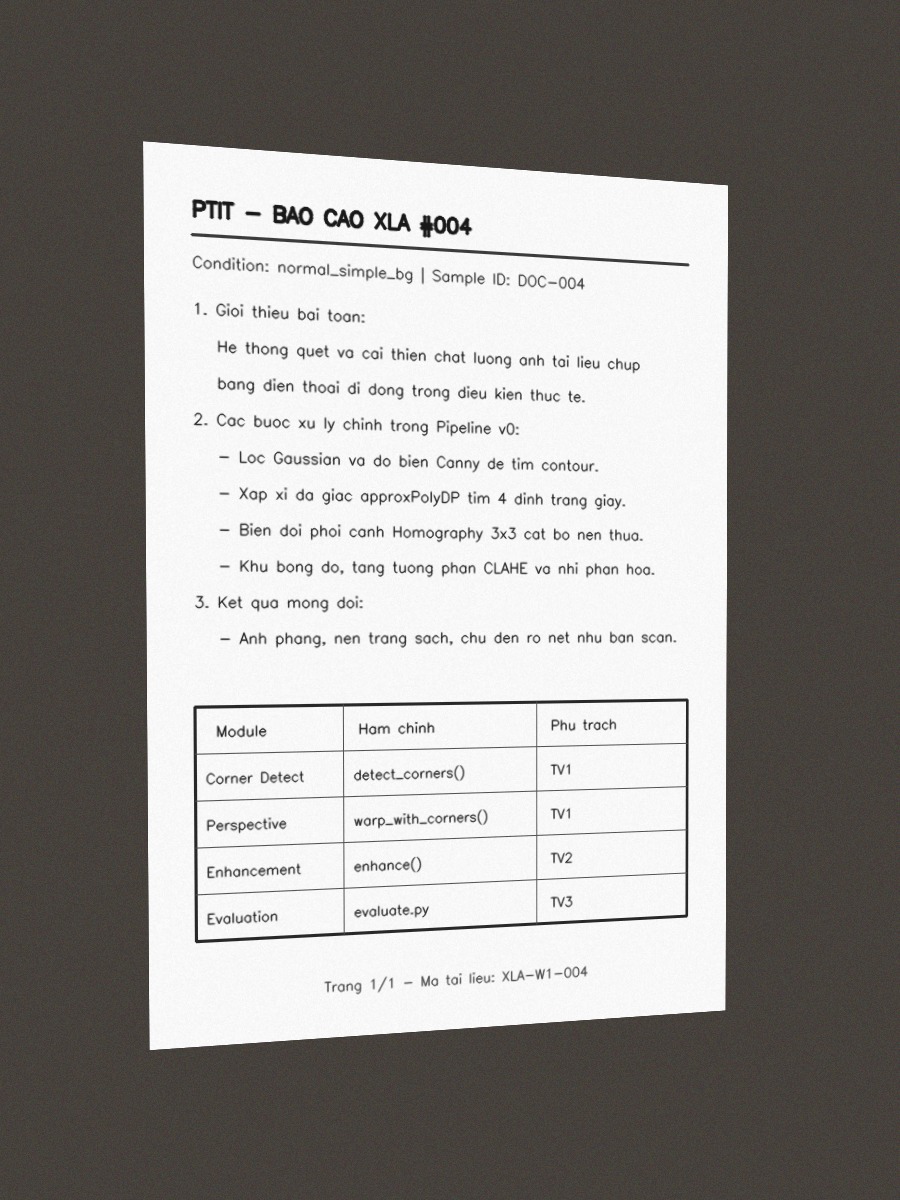 PTIT - BAO CAO XLA #004
Condition: normal_simple_bg | Sample ID: DOC-004
1. Gioi thieu bai toan:
He thong quet va cai thien chat luong anh tai lieu chup
bang dien thoai di dong trong dieu kien thuc te.
2. Cac buoc xu ly chinh trong Pipeline v0:
- Loc Gaussian va do bien Canny de tim contour.
- Xap xi da giac approxPolyDP tim 4 dinh trang giay.
- Bien doi phoi canh Homography 3x3 cat bo nen thua.
- Khu bong do, tang tuong phan CLAHE va nhi phan hoa.
3. Ket qua mong doi:
- Anh phang, nen trang sach, chu den ro net nhu ban scan.
Module Ham chinh Phu trach
Corner Detect detect_corners() TV1
Perspective warp_with_corners() TV1
Enhancement enhance() TV2
Evaluation evaluate.py TV3
Trang 1/1 - Ma tai lieu: XLA-W1-004